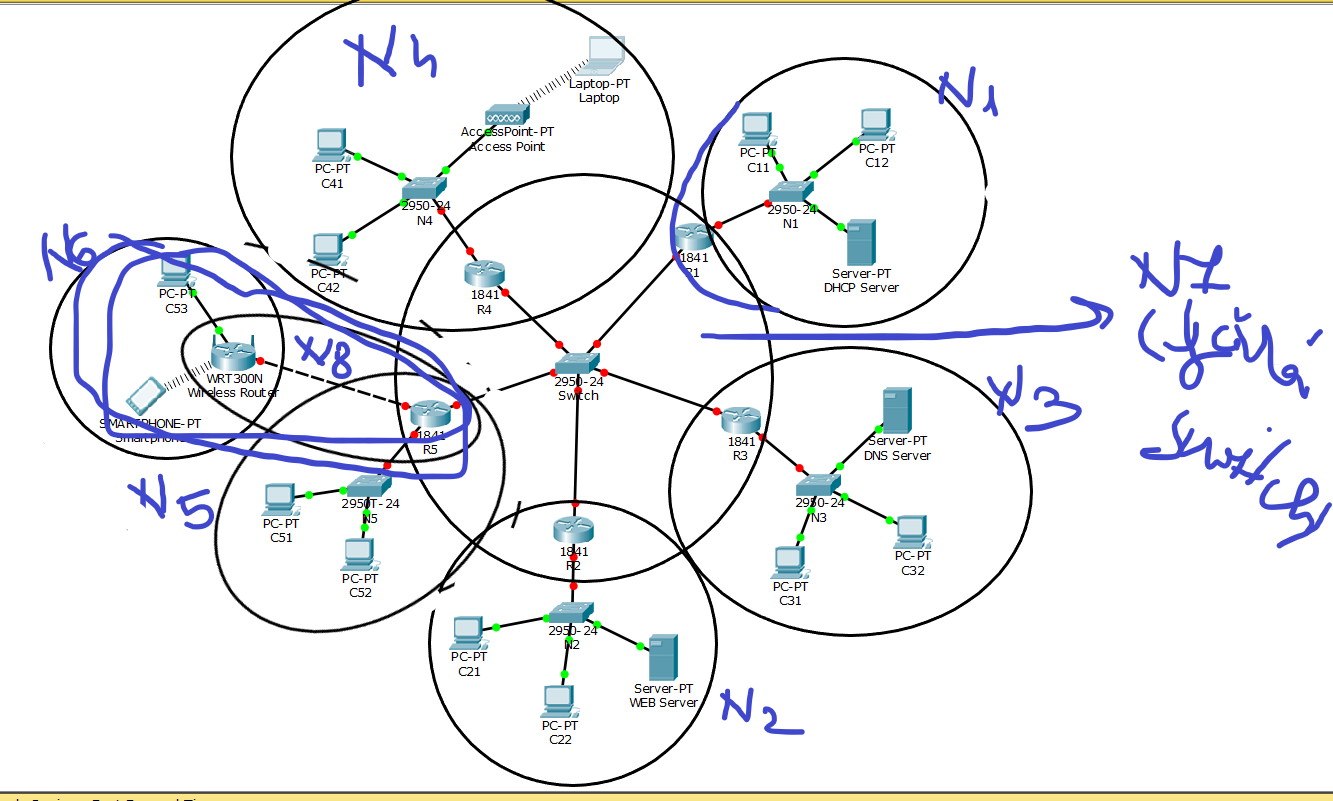 N4
Laptop-PT
Laptop
N1
AccessPoint-PT
Access Point
PC-PT
C11
PC-PT
C12
PC-PT
C41
2950-24
N4
2950-24
N1
N6
PC-PT
C42
1841
R1
Server-PT
DHCP Server
N7
PC-PT
C53
1841
R4
N8
WRT300N
Wireless Router
2950-24
Switch
N3
SMARTPHONE-PT
Smartphone
1841
R5
1841
R3
Server-PT
DNS Server
Switch
N5
PC-PT
C51
2950T-24
N5
2950-24
N3
1841
R2
PC-PT
C52
PC-PT
C31
PC-PT
C32
PC-PT
C21
2950-24
N2
Server-PT
WEB Server
PC-PT
C22
N2